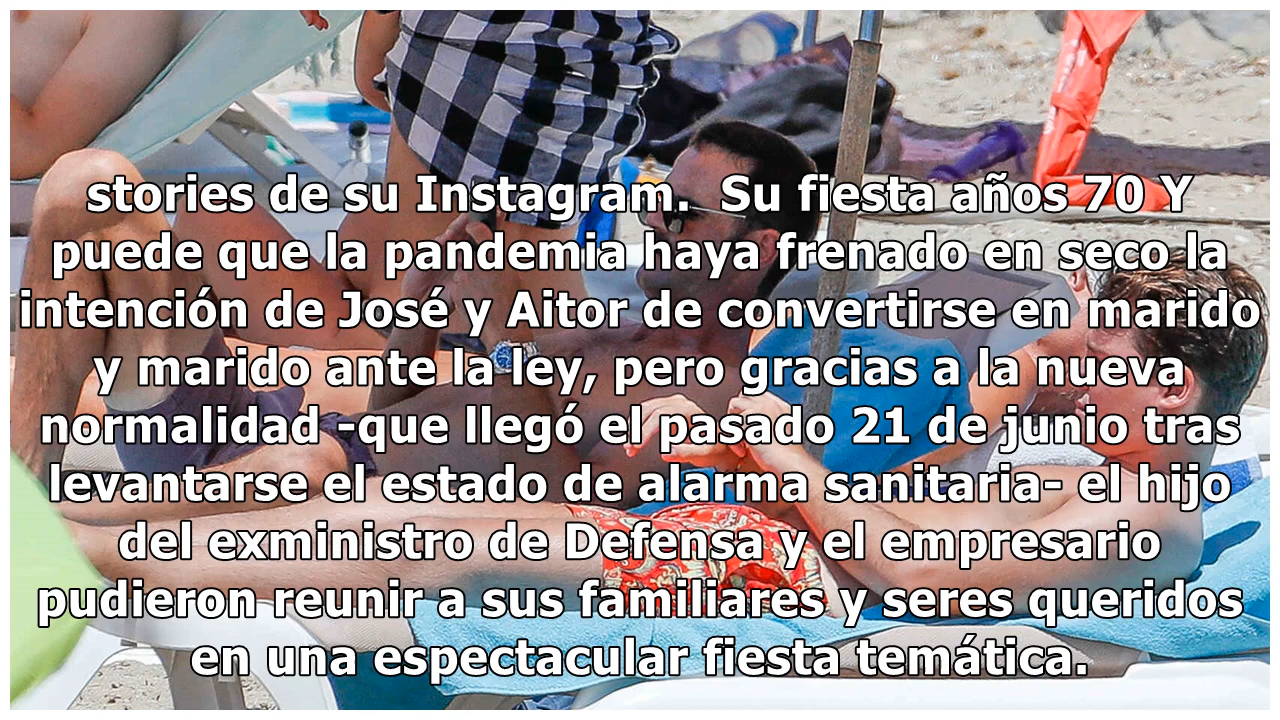 stories de su Instagram.  Su fiesta años 70 Y
puede que la pandemia haya frenado en seco la
intención de José y Aitor de convertirse en marido
y marido ante la ley, pero gracias a la nueva
normalidad -que llegó el pasado 21 de junio tras
levantarse el estado de alarma sanitaria- el hijo
del exministro de Defensa y el empresario
pudieron reunir a sus familiares y seres queridos
en una espectacular fiesta temática.